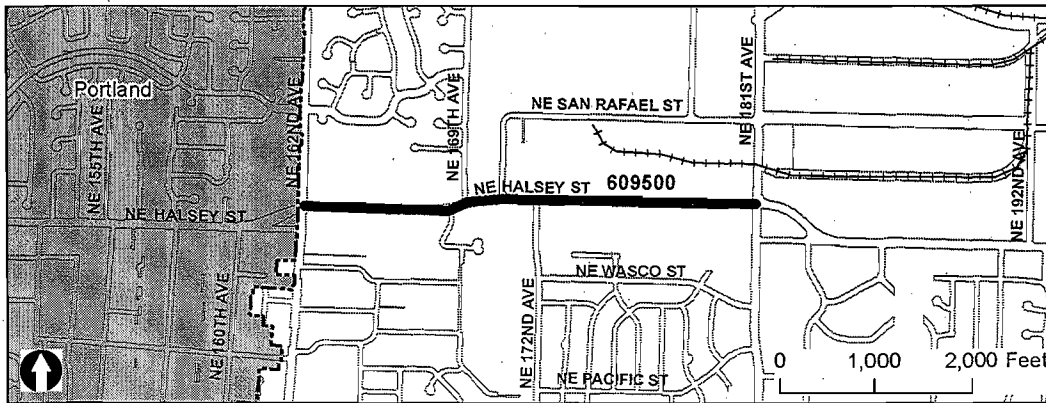 Portland
NE 155TH AVE
NE 162ND AVE
NE 169TH AVE
NE SAN RAFAEL ST
NE 181ST AVE
NE 192ND AVE
NE HALSEY ST
NE HALSEY ST 609500
NE 160TH AVE
NE 172ND AVE
NE WASCO ST
NE PACIFIC ST
0 1,000 2,000 Feet